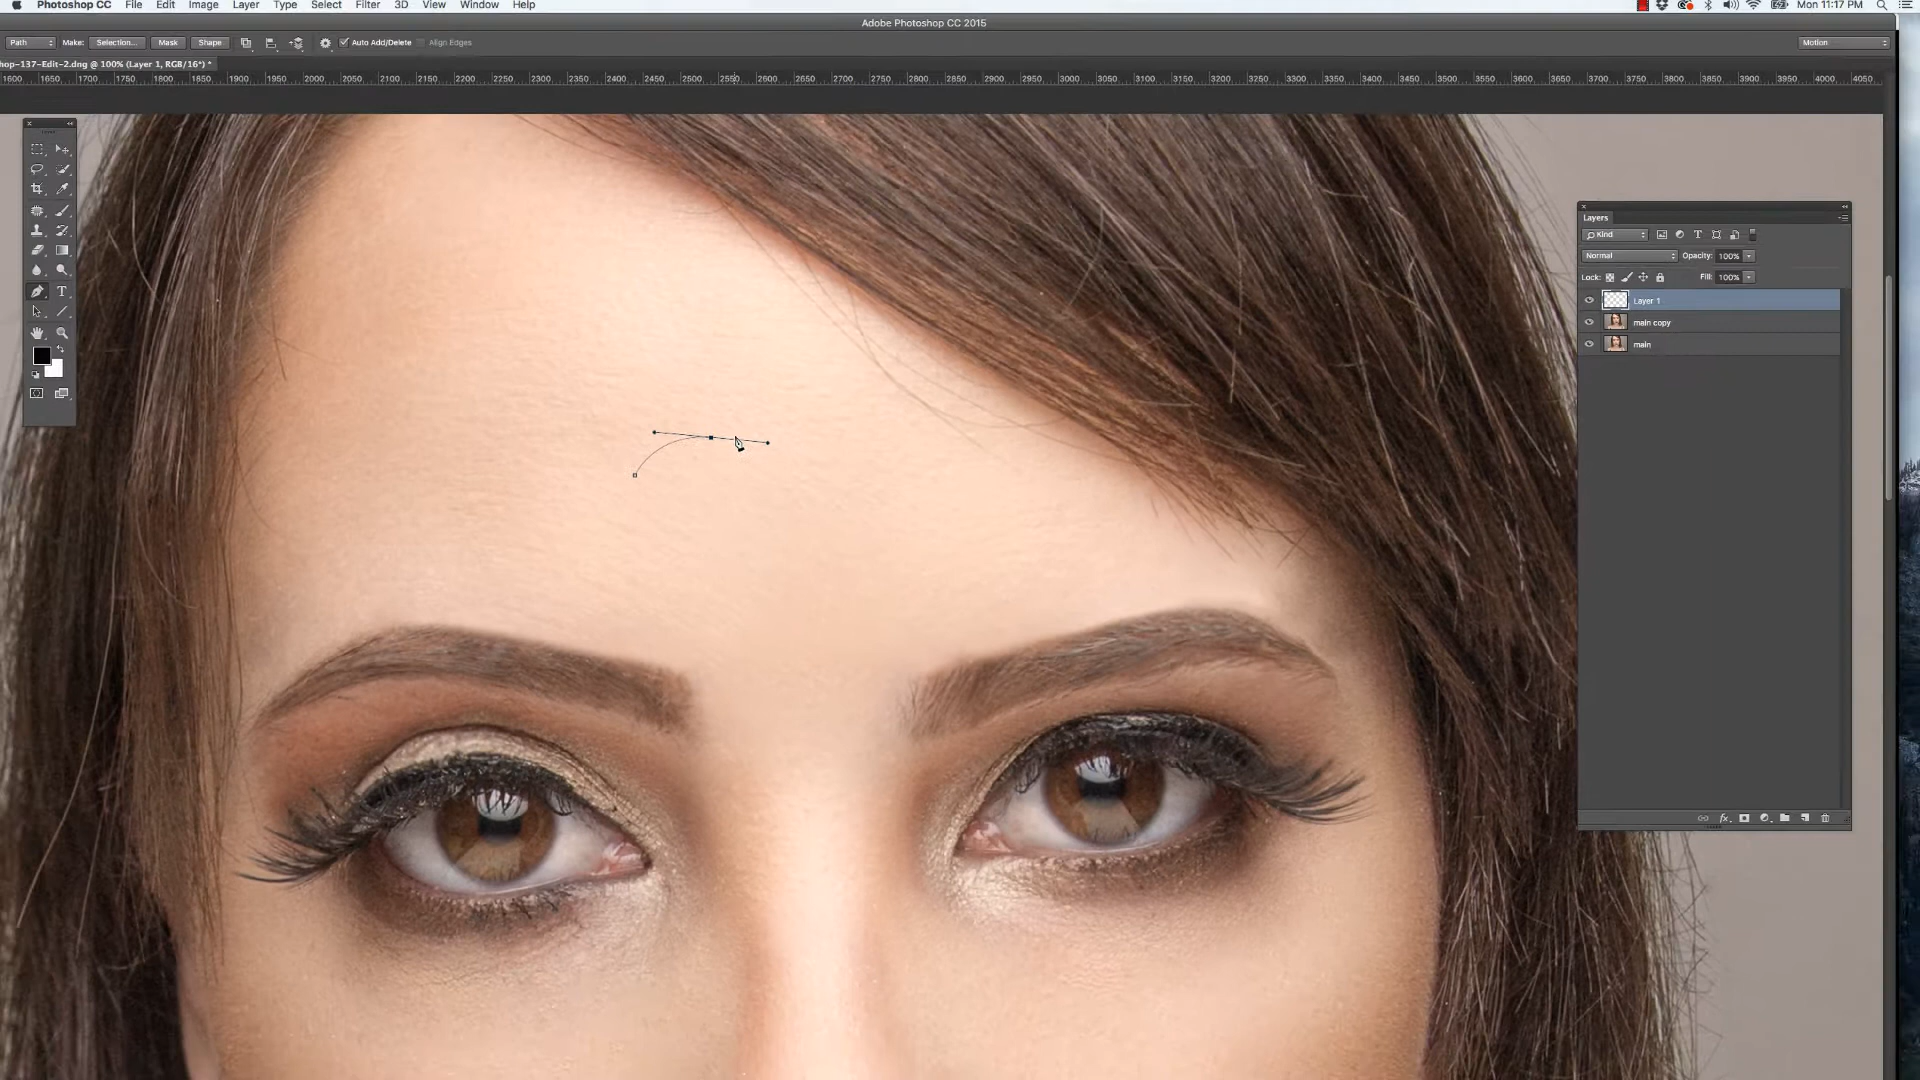 Photoshop CC File Edit Image Layer Type Select Filter 3D View Window Help Mon 11:17 PM
Adobe Photoshop CC 2015
Path Make: Selection... Mask Shape Auto Add/Delete Align Edges Motion
hop-137-Edit-2.dng @ 100% (Layer 1, RGB/16*) *
1600 1650 1700 1750 1800 1850 1900 1950 2000 2050 2100 2150 2200 2250 2300 2350 2400 2450 2500 2550 2600 2650 2700 2750 2800 2850 2900 2950 3000 3050 3100 3150 3200 3250 3300 3350 3400 3450 3500 3550 3600 3650 3700 3750 3800 3850 3900 3950 4000 4050
Layers
Kind
Normal Opacity: 100%
Lock: Fill: 100%
Layer 1
main copy
main